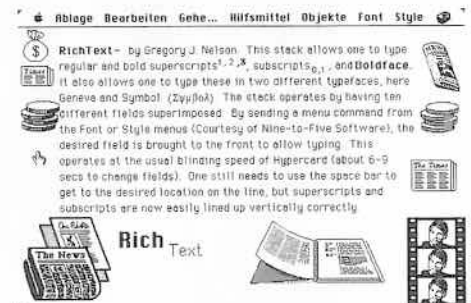 Ablage Bearbeiten Gehe... Hilfsmittel Objekte Font Style
RichText- by Gregory J. Nelson. This stack allows one to type
regular and bold superscripts1,2,3, subscripts0,1, and Boldface.
It also allows one to type these in two different typefaces, here
Geneva and Symbol (Σψμβολ) The stack operates by having ten
different fields superimposed. By sending a menu command from
the Font or Style menus (Courtesy of Nine-to-Five Software), the
desired field is brought to the front to allow typing. This
operates at the usual blinding speed of Hypercard (about 6-9
secs to change fields). One still needs to use the space bar to
get to the desired location on the line, but superscripts and
subscripts are now easily lined up vertically correctly
Times
The Times
Rich Text
The News